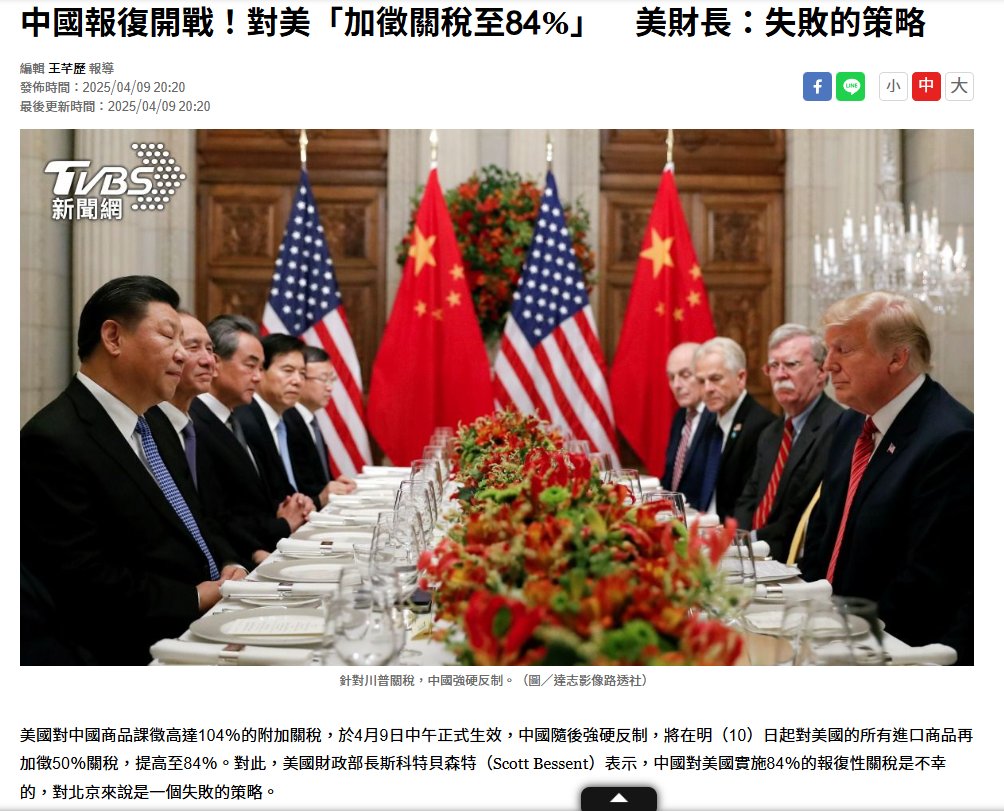 中國報復開戰！對美「加徵關稅至84%」　美財長：失敗的策略
編輯 王芊歷 報導
發佈時間：2025/04/09 20:20
最後更新時間：2025/04/09 20:20
f
LINE
小
中
大
TVBS
新聞網
針對川普關稅，中國強硬反制。（圖／達志影像路透社）
美國對中國商品課徵高達104%的附加關稅，於4月9日中午正式生效，中國隨後強硬反制，將在明（10）日起對美國的所有進口商品再
加徵50%關稅，提高至84%。對此，美國財政部長斯科特貝森特（Scott Bessent）表示，中國對美國實施84%的報復性關稅是不幸
的，對北京來說是一個失敗的策略。